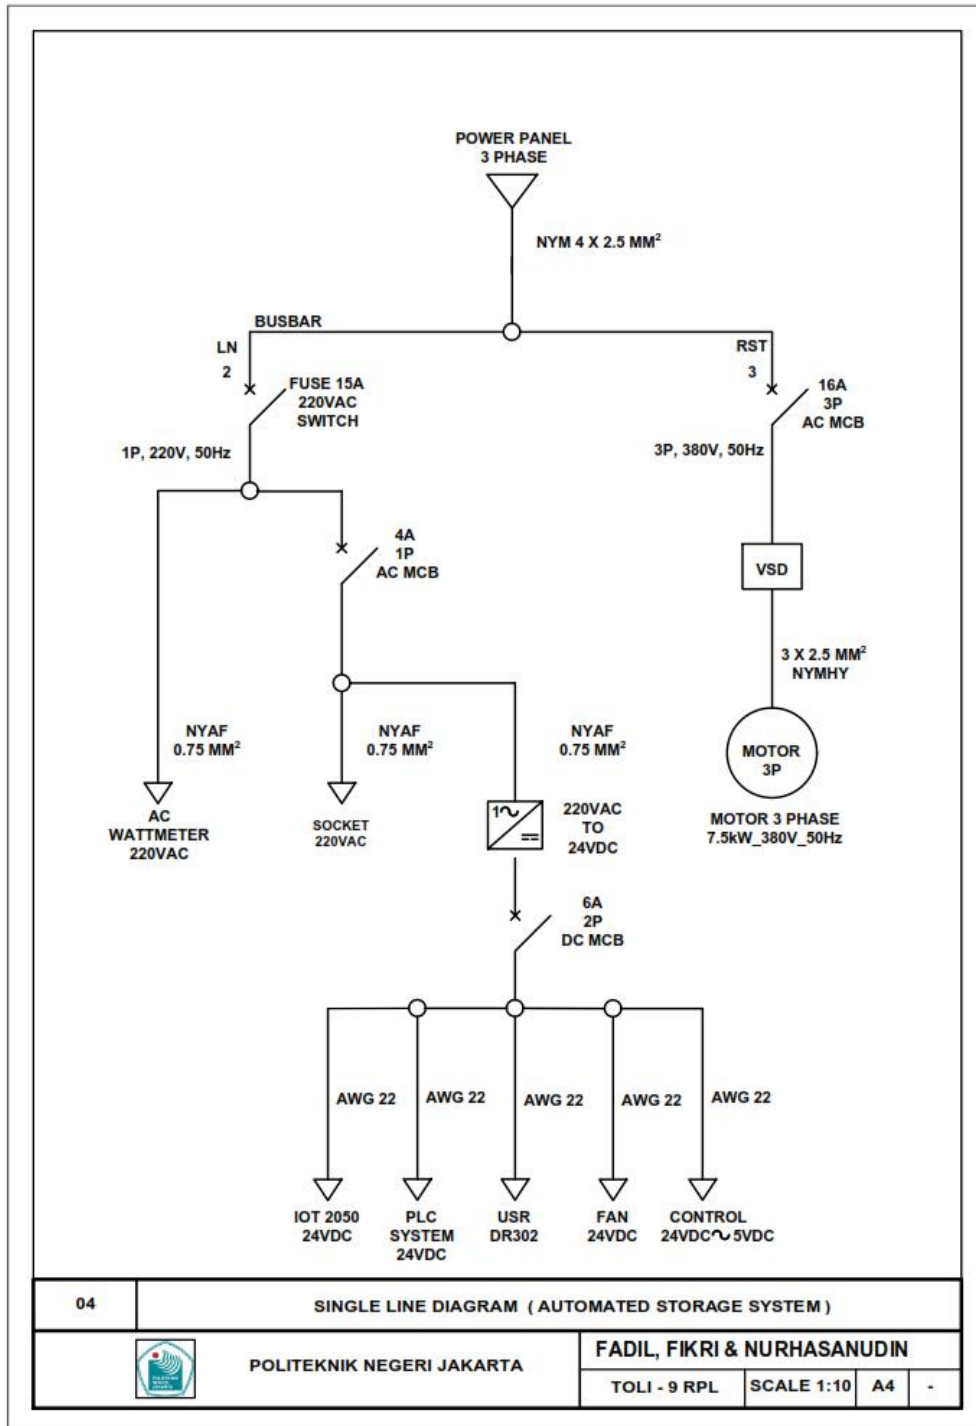 POWER PANEL
3 PHASE
NYM 4 X 2.5 MM²
BUSBAR
LN
2
FUSE 15A
220VAC
SWITCH
1P, 220V, 50Hz
RST
3
16A
3P
AC MCB
3P, 380V, 50Hz
4A
1P
AC MCB
VSD
3 X 2.5 MM²
NYMHY
MOTOR
3P
MOTOR 3 PHASE
7.5kW_380V_50Hz
NYAF
0.75 MM²
NYAF
0.75 MM²
NYAF
0.75 MM²
AC
WATTMETER
220VAC
SOCKET
220VAC
1
220VAC
TO
24VDC
6A
2P
DC MCB
AWG 22
AWG 22
AWG 22
AWG 22
AWG 22
IOT 2050
24VDC
PLC
SYSTEM
24VDC
USR
DR302
FAN
24VDC
CONTROL
24VDC∿5VDC
04
SINGLE LINE DIAGRAM ( AUTOMATED STORAGE SYSTEM )
POLITEKNIK
NEGERI
JAKARTA
POLITEKNIK NEGERI JAKARTA
FADIL, FIKRI & NURHASANUDIN
TOLI - 9 RPL
SCALE 1:10
A4
-